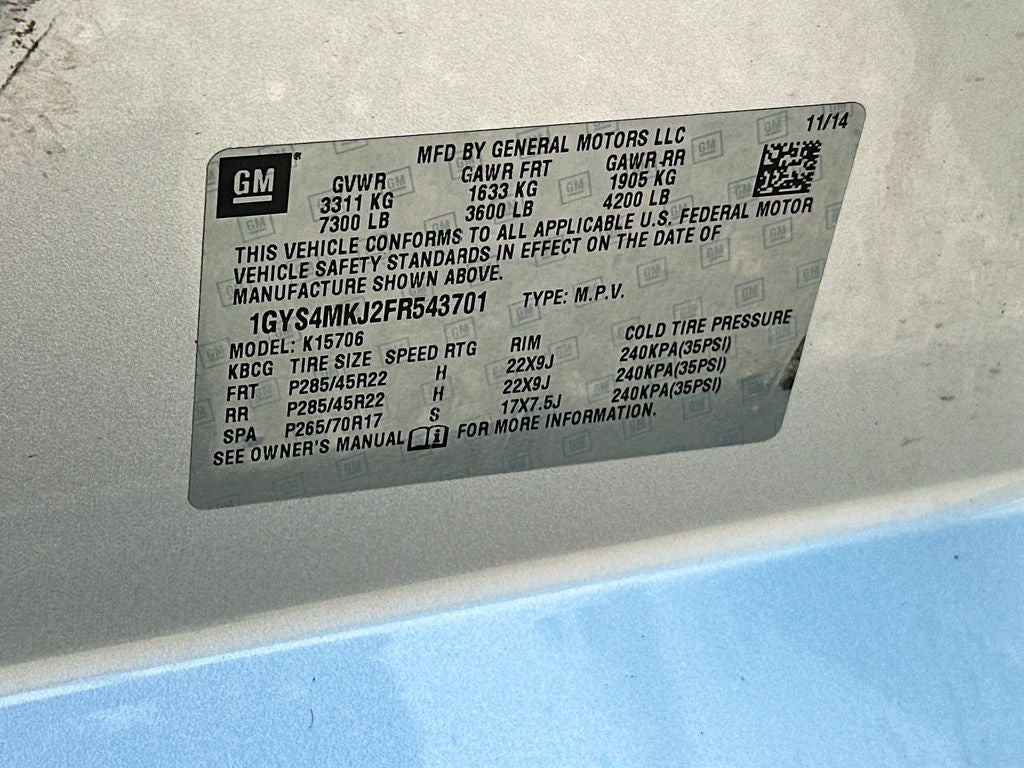 GM
MFD BY GENERAL MOTORS LLC 11/14
GVWR GAWR FRT GAWR RR
3311 KG 1633 KG 1905 KG
7300 LB 3600 LB 4200 LB
THIS VEHICLE CONFORMS TO ALL APPLICABLE U.S. FEDERAL MOTOR
VEHICLE SAFETY STANDARDS IN EFFECT ON THE DATE OF
MANUFACTURE SHOWN ABOVE.
1GYS4MKJ2FR543701 TYPE: M.P.V.
MODEL: K15706
KBCG TIRE SIZE SPEED RTG RIM COLD TIRE PRESSURE
FRT P285/45R22 H 22X9J 240KPA(35PSI)
RR P285/45R22 H 22X9J 240KPA(35PSI)
SPA P265/70R17 S 17X7.5J 240KPA(35PSI)
SEE OWNER'S MANUAL FOR MORE INFORMATION.